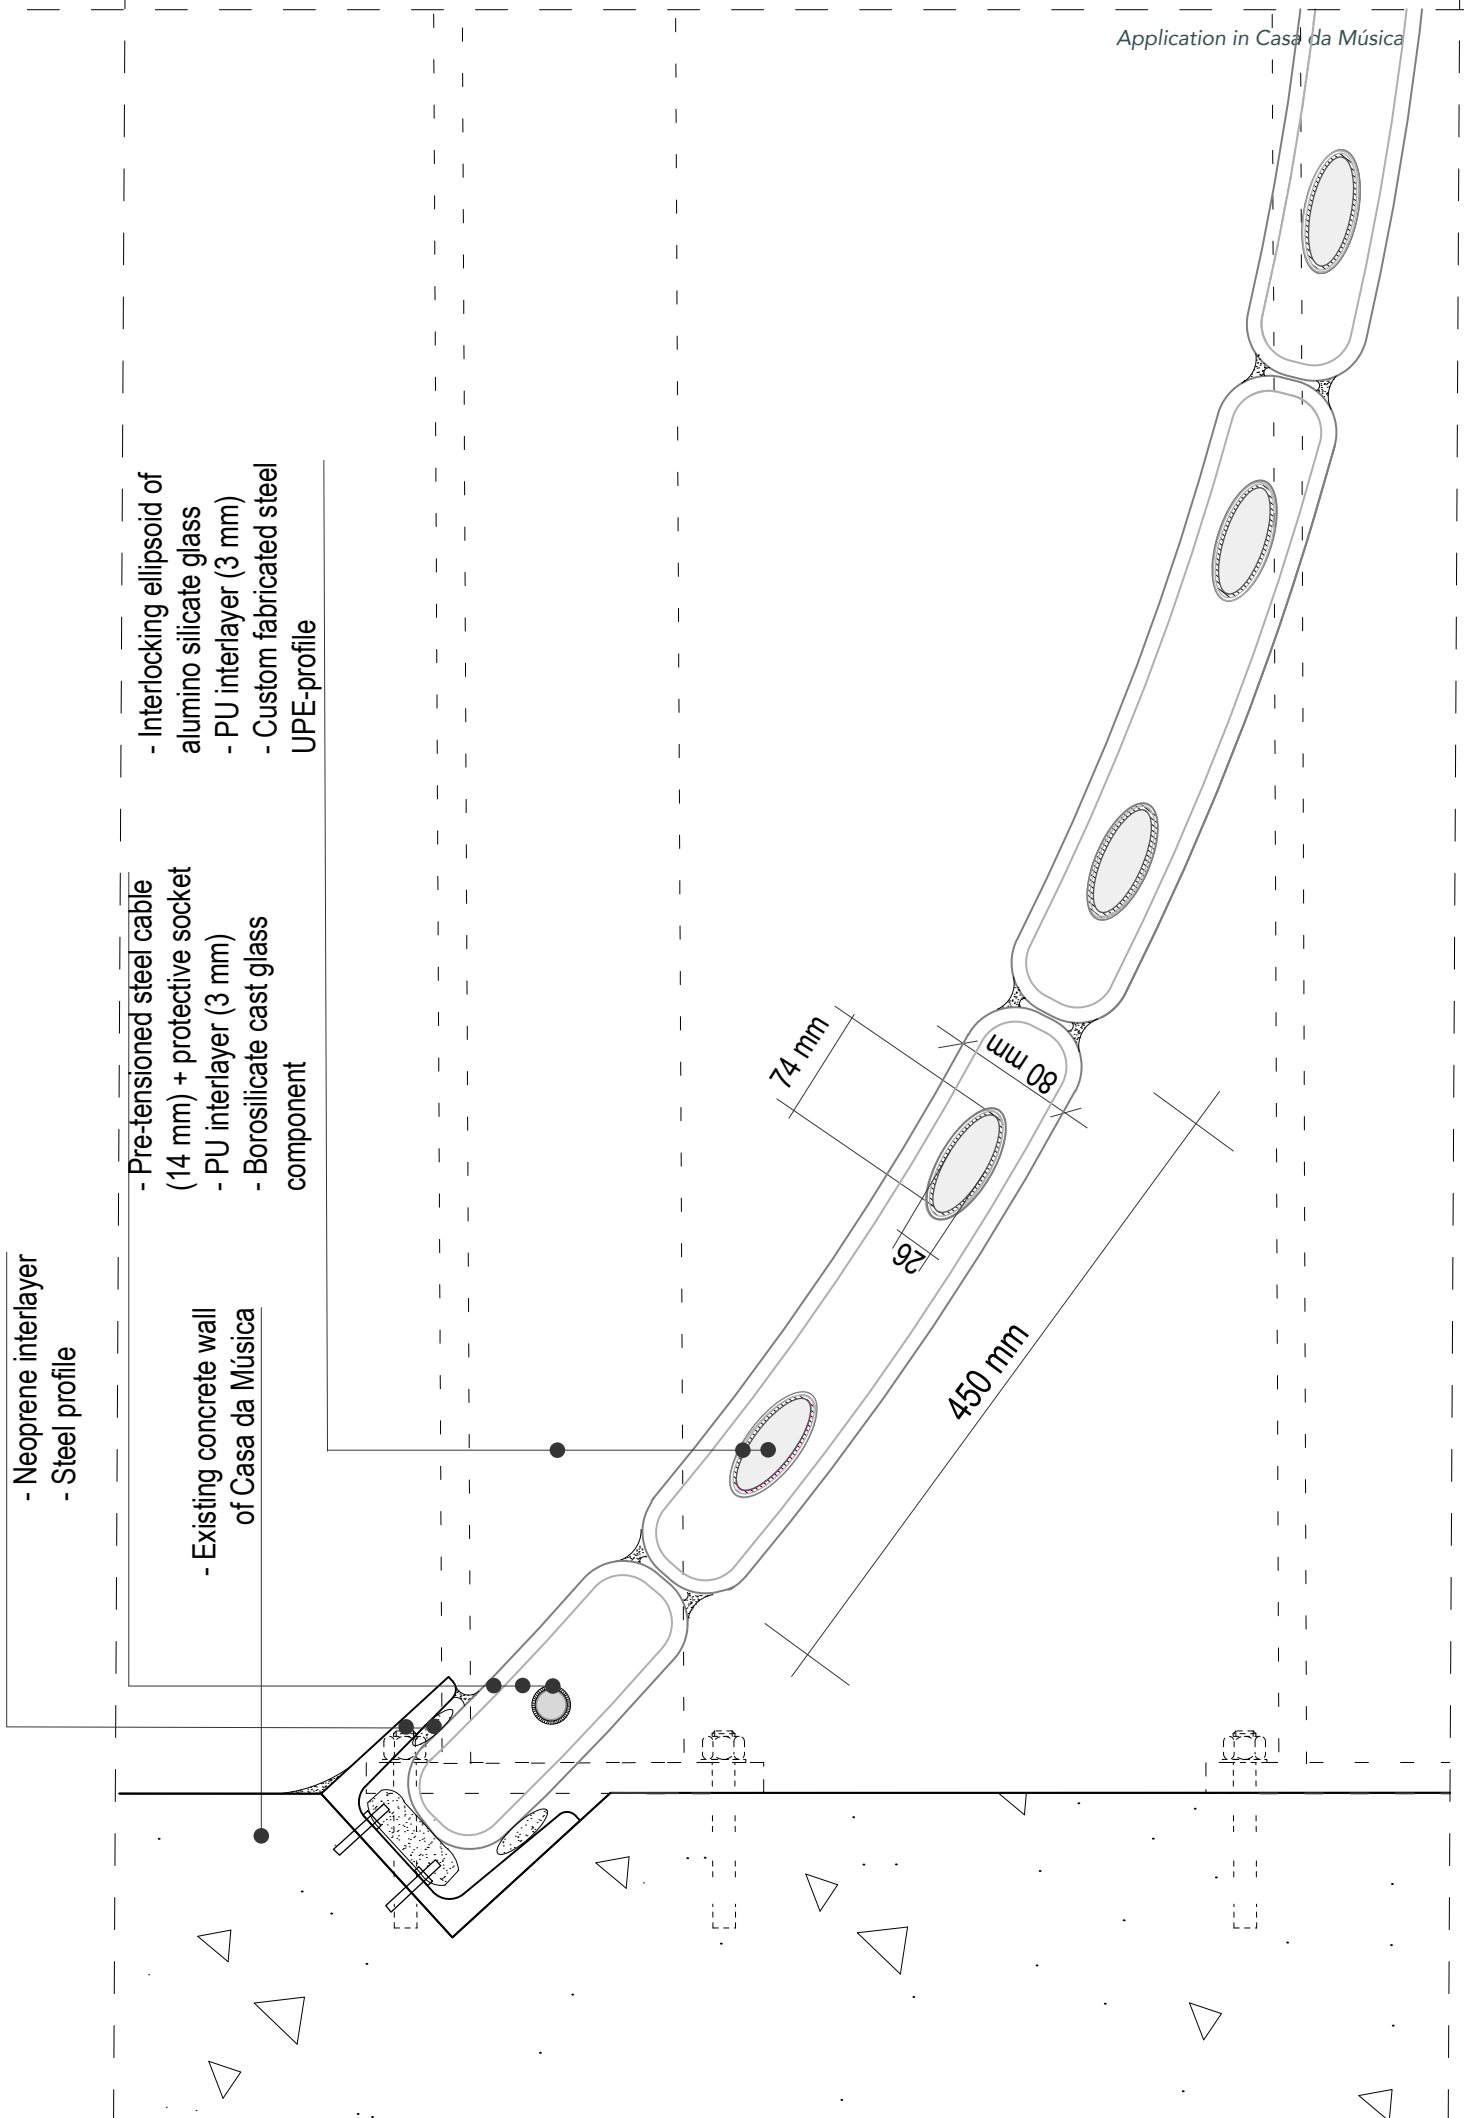 Application in Casa da Música
- Neoprene interlayer
- Steel profile
- Pre-tensioned steel cable
(14 mm) + protective socket
- PU interlayer (3 mm)
- Borosilicate cast glass
component
- Existing concrete wall
of Casa da Música
- Interlocking ellipsoid of
alumino silicate glass
- PU interlayer (3 mm)
- Custom fabricated steel
UPE-profile
74 mm
80 mm
26
450 mm